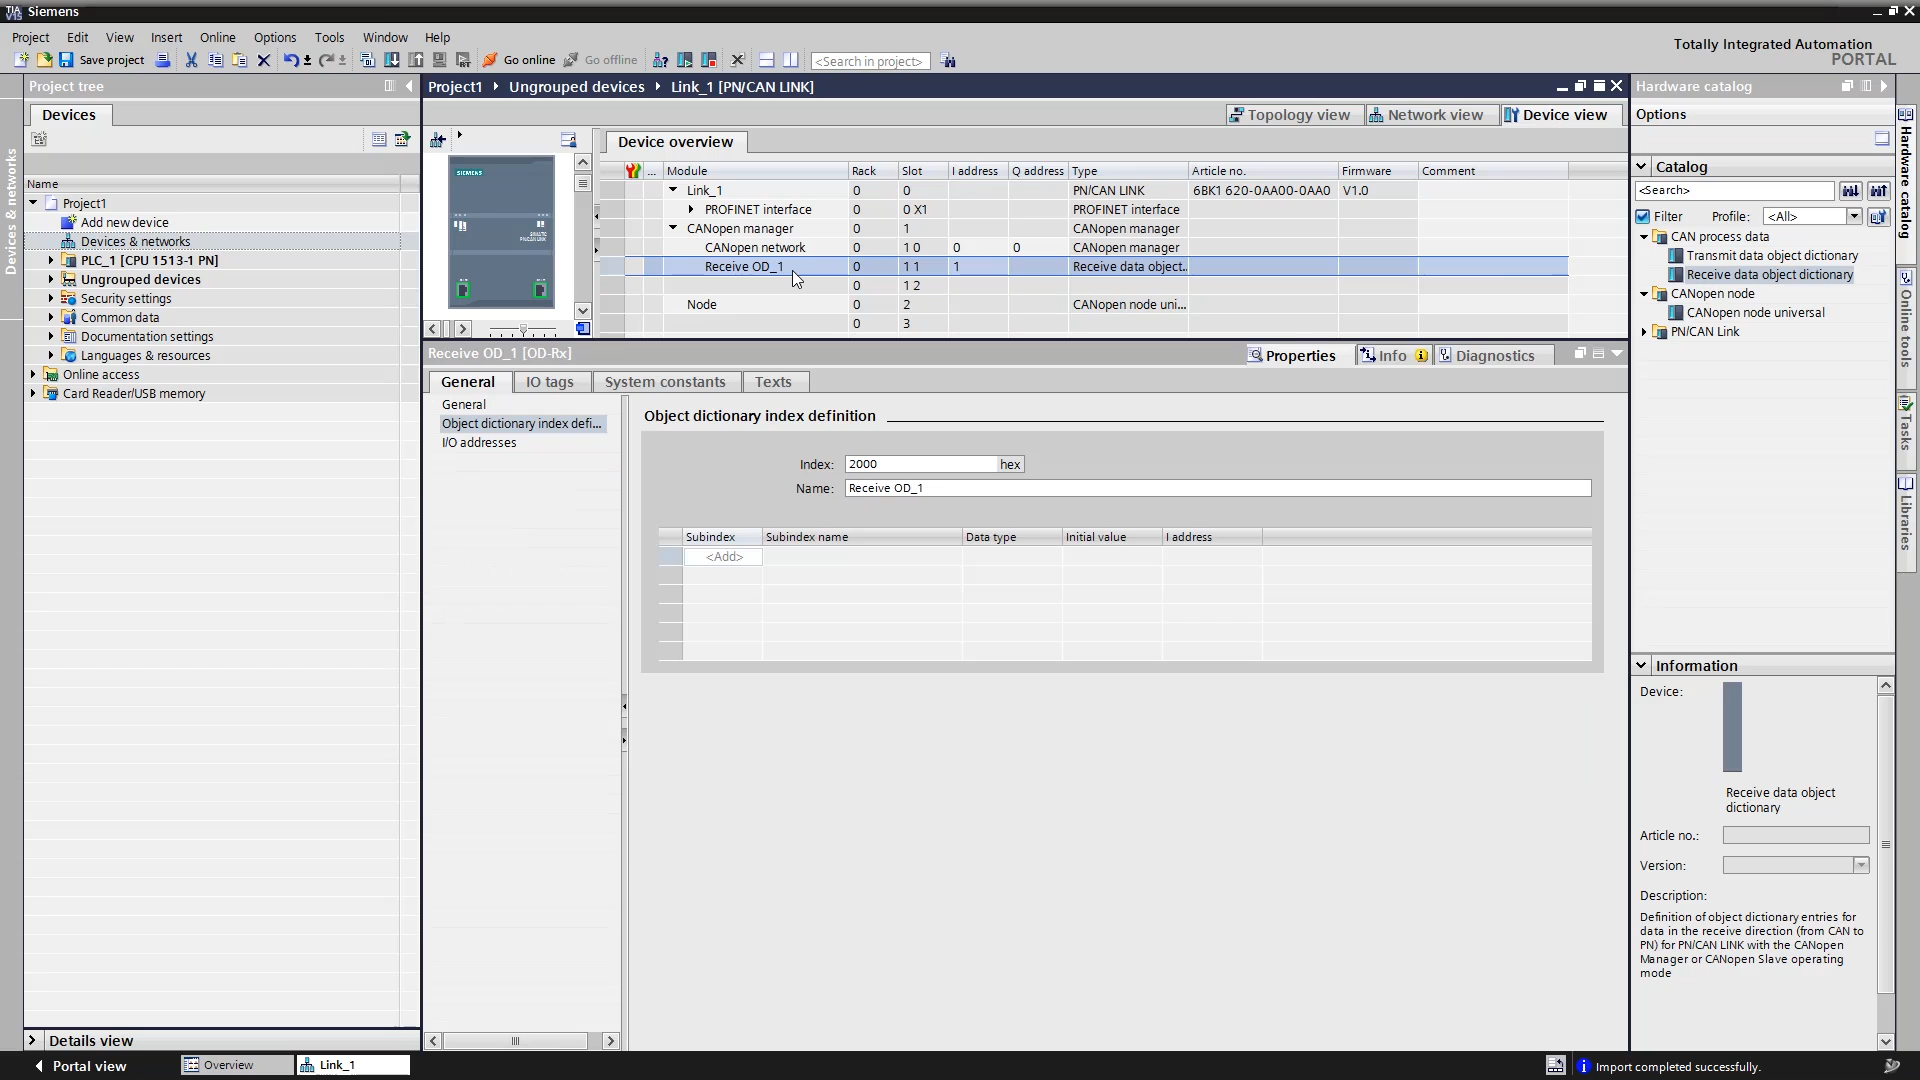 Siemens
Project Edit View Insert Online Options Tools Window Help
Totally Integrated Automation
PORTAL
Save project Go online Go offline <Search in project>
Project tree
Devices
Name
Project1
Add new device
Devices & networks
PLC_1 [CPU 1513-1 PN]
Ungrouped devices
Security settings
Common data
Documentation settings
Languages & resources
Online access
Card Reader/USB memory
Details view
Devices & networks
Project1 Ungrouped devices Link_1 [PN/CAN LINK]
Topology view Network view Device view
SIEMENS
Device overview
... Module Rack Slot I address Q address Type Article no. Firmware Comment
Link_1 0 0 PN/CAN LINK 6BK1 620-0AA00-0AA0 V1.0
PROFINET interface 0 0 X1 PROFINET interface
CANopen manager 0 1 CANopen manager
CANopen network 0 1 0 0 0 CANopen manager
Receive OD_1 0 1 1 1 Receive data object..
0 1 2
Node 0 2 CANopen node uni...
0 3
Receive OD_1 [OD-Rx]
Properties Info Diagnostics
General IO tags System constants Texts
General
Object dictionary index defi...
I/O addresses
Object dictionary index definition
Index: 2000 hex
Name: Receive OD_1
Subindex Subindex name Data type Initial value I address
<Add>
Hardware catalog
Options
Catalog
<Search>
Filter Profile: <All>
CAN process data
Transmit data object dictionary
Receive data object dictionary
CANopen node
CANopen node universal
PN/CAN Link
Information
Device:
Receive data object
dictionary
Article no.:
Version:
Description:
Definition of object dictionary entries for
data in the receive direction (from CAN to
PN) for PN/CAN LINK with the CANopen
Manager or CANopen Slave operating
mode
Hardware catalog
Online tools
Tasks
Libraries
Portal view Overview Link_1
Import completed successfully.